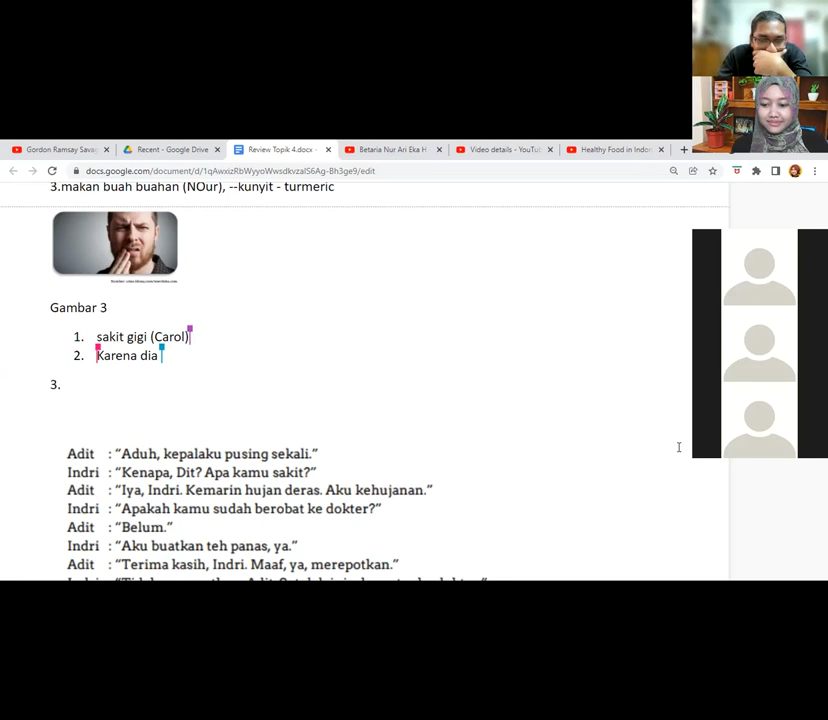 Gordon Ramsay Sava
Recent - Google Drive
Review Topik 4.docx -
Betaria Nur Ari Eka H
Video details - YouTu
Healthy Food in Indon
docs.google.com/document/d/1qAwxizRbWyyoWwsdkvzalS6Ag-Bh3ge9/edit
3.makan buah buahan (NOur), --kunyit - turmeric
Gambar 3
1. sakit gigi (Carol)
2. Karena dia
3.
Adit : “Aduh, kepalaku pusing sekali.”
Indri : “Kenapa, Dit? Apa kamu sakit?”
Adit : “Iya, Indri. Kemarin hujan deras. Aku kehujanan.”
Indri : “Apakah kamu sudah berobat ke dokter?”
Adit : “Belum.”
Indri : “Aku buatkan teh panas, ya.”
Adit : “Terima kasih, Indri. Maaf, ya, merepotkan.”